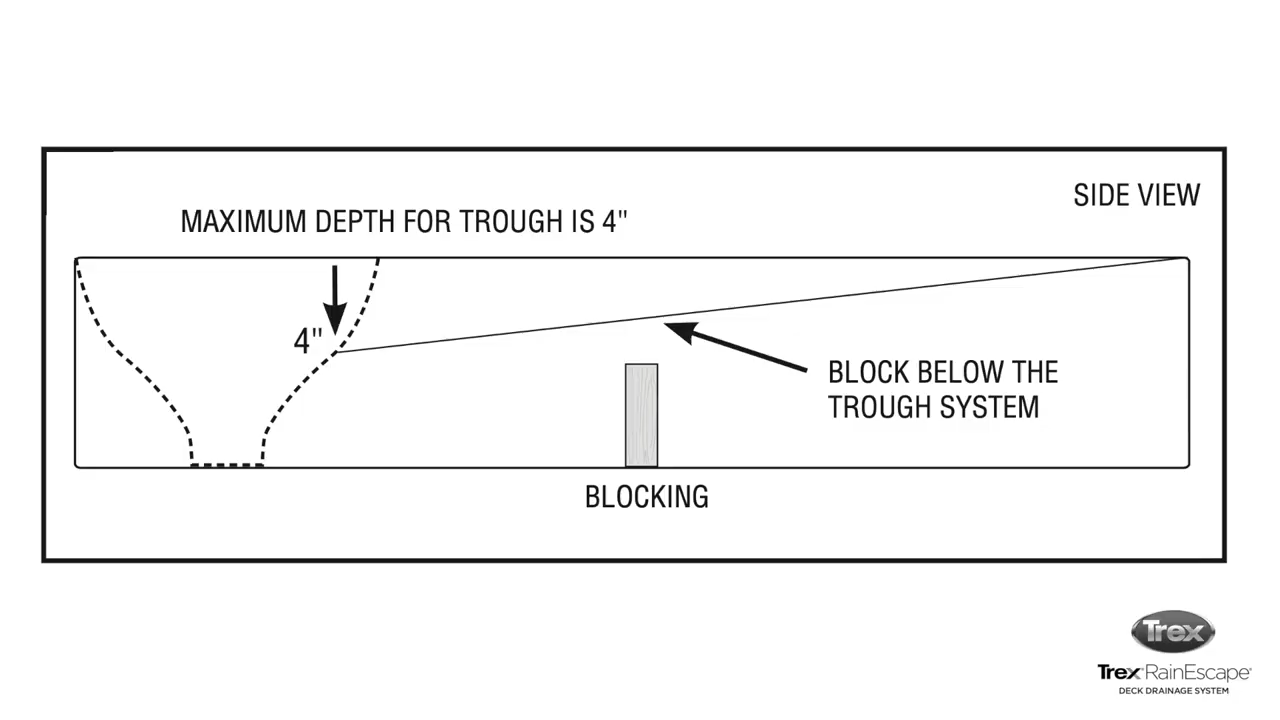 SIDE VIEW
MAXIMUM DEPTH FOR TROUGH IS 4"
4"
BLOCK BELOW THE
TROUGH SYSTEM
BLOCKING
Trex
Trex RainEscape
DECK DRAINAGE SYSTEM